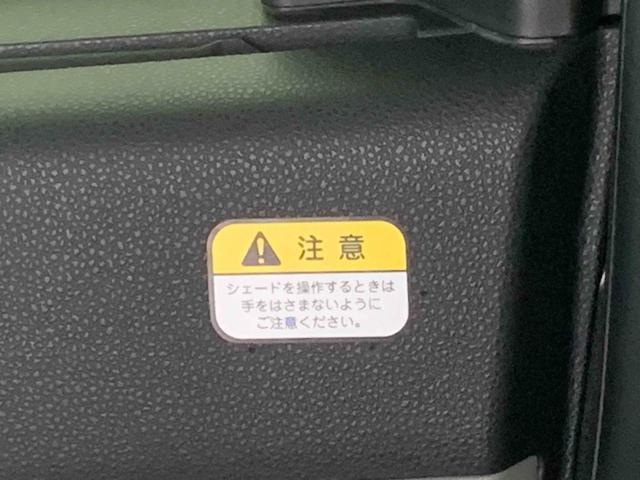 注意
シェードを操作するときは
手をはさまないように
ご注意ください。